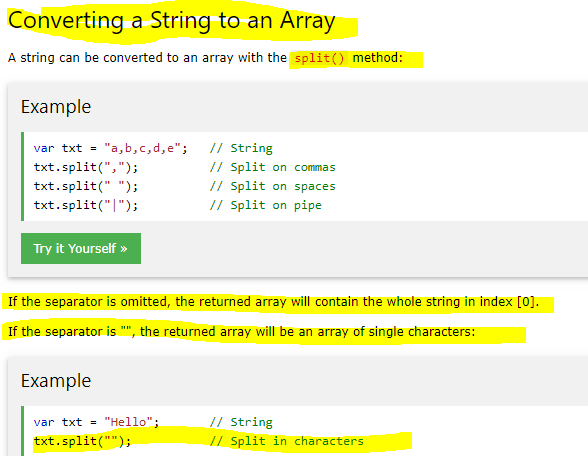 Converting a String to an Array
A string can be converted to an array with the split() method:
Example
var txt = "a,b,c,d,e";   // String
txt.split(",");          // Split on commas
txt.split(" ");          // Split on spaces
txt.split("|");          // Split on pipe
Try it Yourself »
If the separator is omitted, the returned array will contain the whole string in index [0].
If the separator is "", the returned array will be an array of single characters:
Example
var txt = "Hello";       // String
txt.split("");           // Split in characters